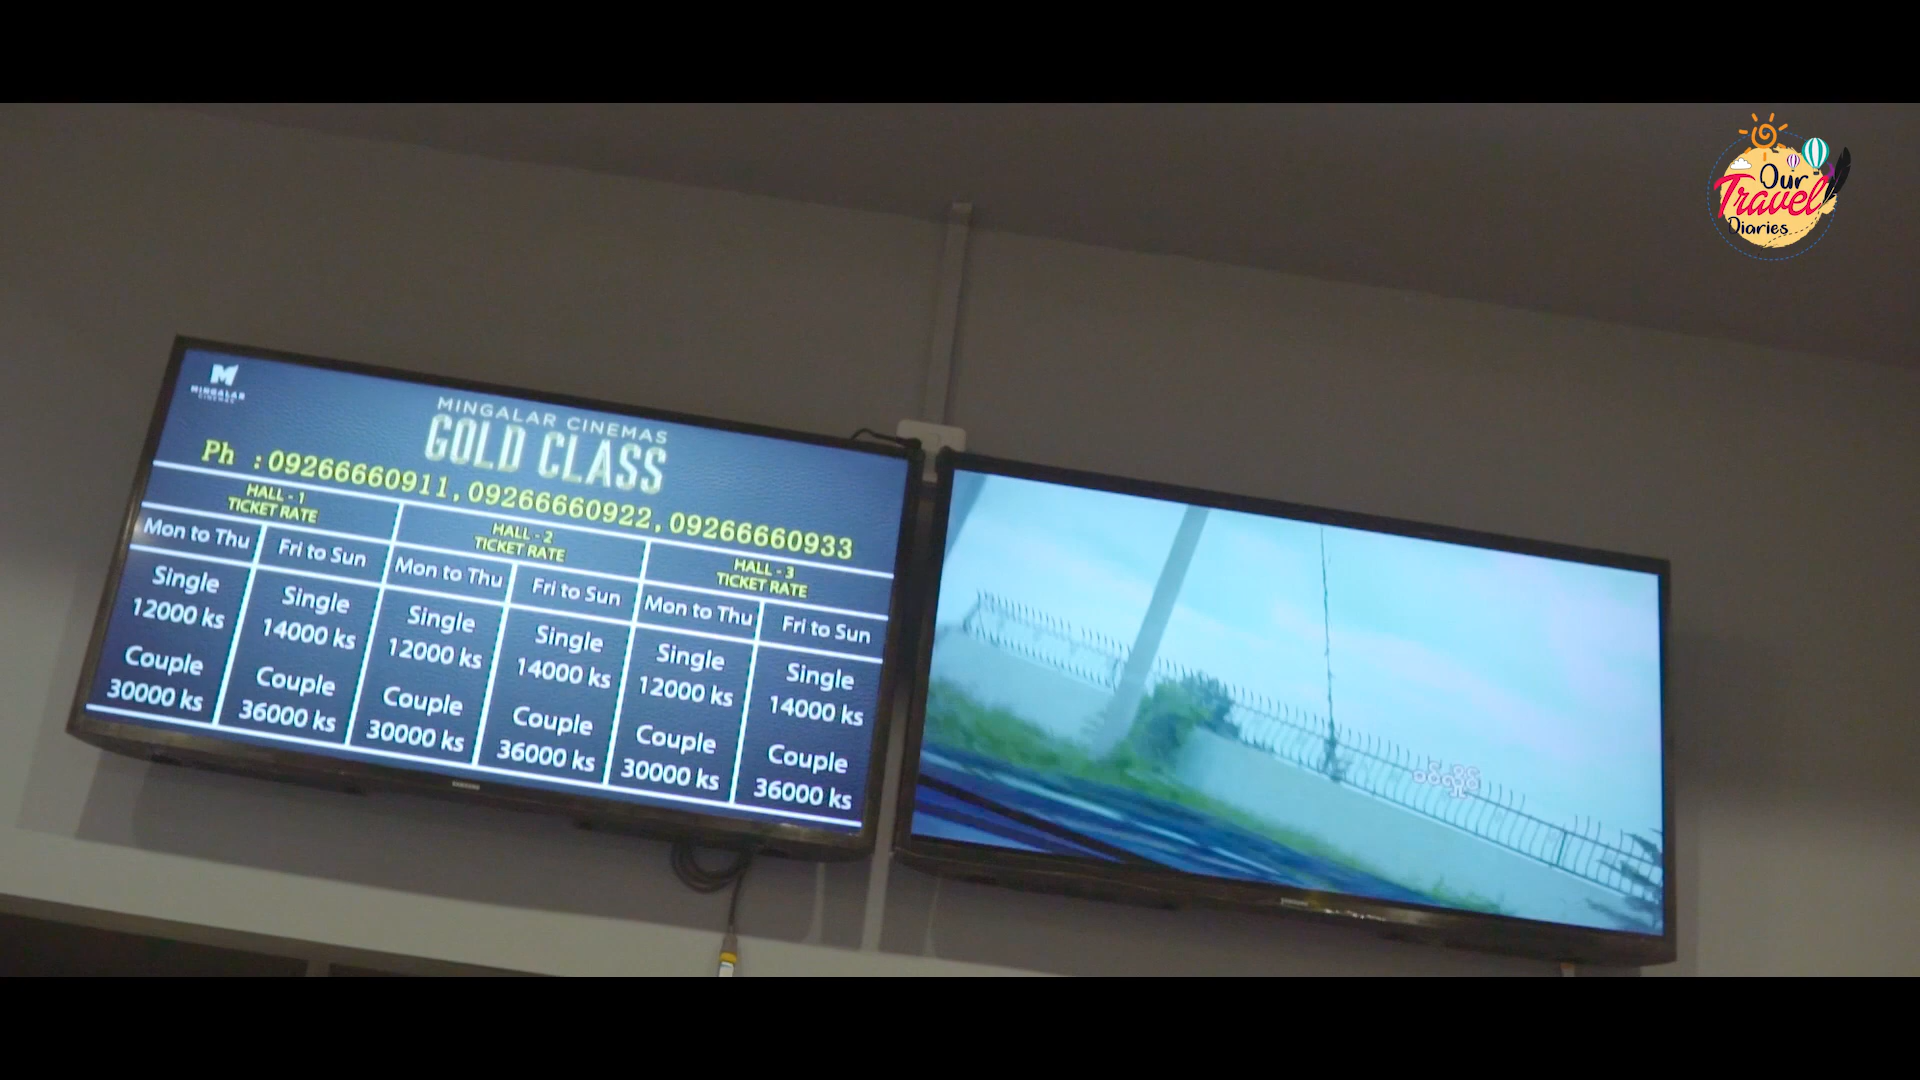 Our
Travel
Diaries
M
MINGALAR
CINEMAS
MINGALAR CINEMAS
GOLD CLASS
Ph :09266660911,09266660922,09266660933
HALL - 1
TICKET RATE
Mon to Thu
Fri to Sun
Single
12000 ks
Couple
30000 ks
Single
14000 ks
Couple
36000 ks
HALL - 2
TICKET RATE
Mon to Thu
Fri to Sun
Single
12000 ks
Couple
30000 ks
Single
14000 ks
Couple
36000 ks
HALL - 3
TICKET RATE
Mon to Thu
Fri to Sun
Single
12000 ks
Couple
30000 ks
Single
14000 ks
Couple
36000 ks
SAMSUNG